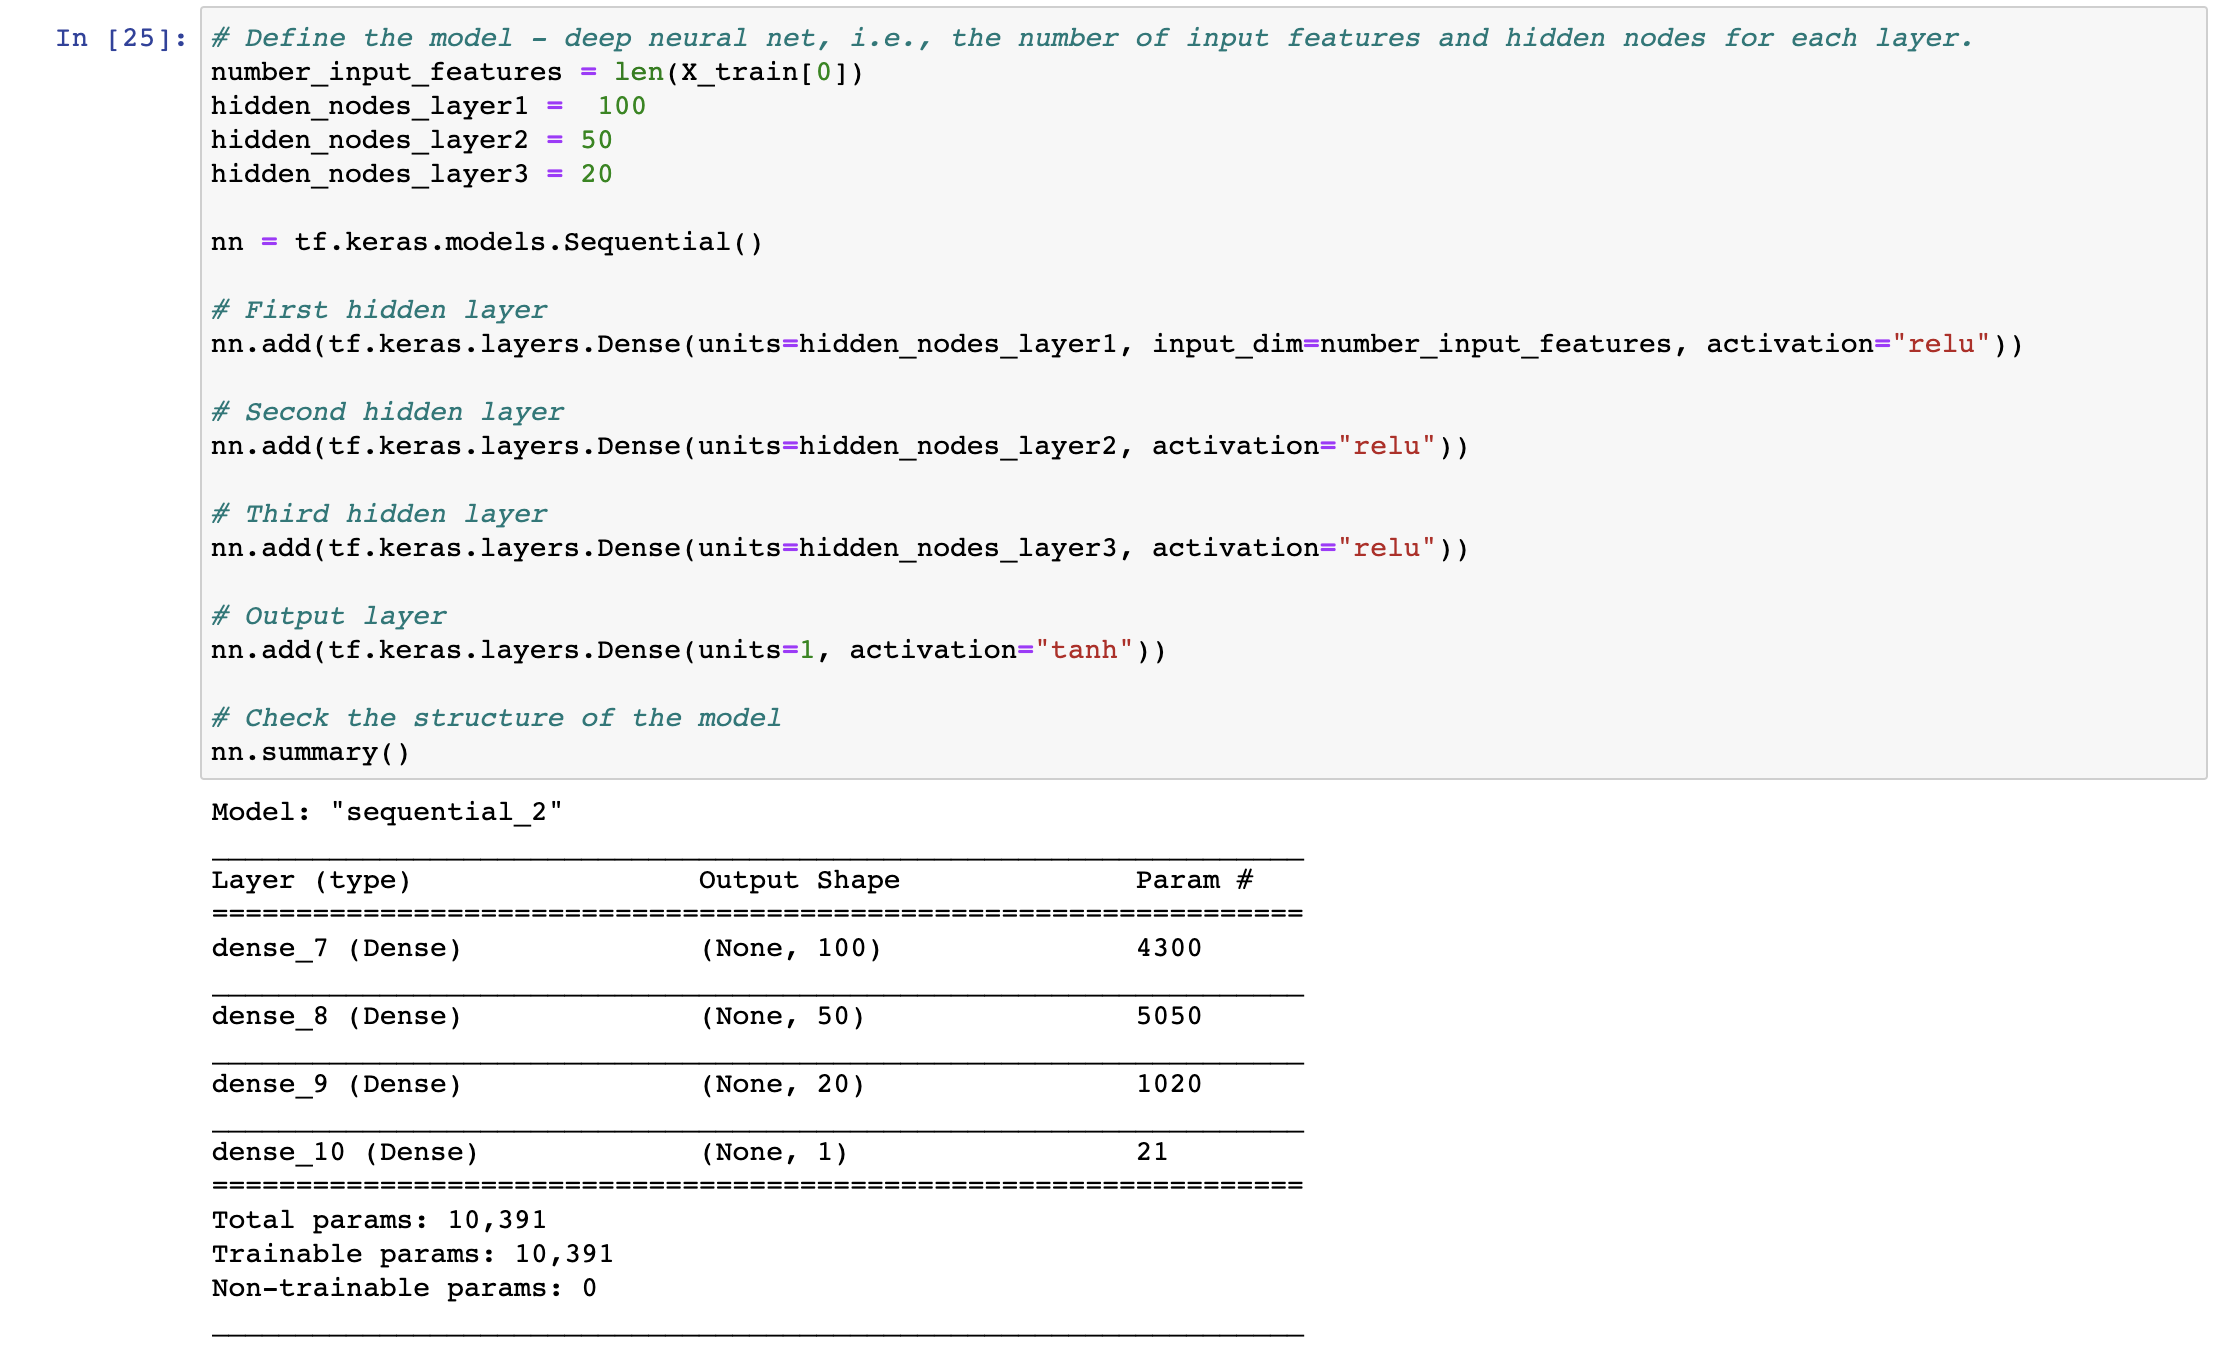 In [25]:
# Define the model - deep neural net, i.e., the number of input features and hidden nodes for each layer.
number_input_features = len(X_train[0])
hidden_nodes_layer1 =  100
hidden_nodes_layer2 = 50
hidden_nodes_layer3 = 20
nn = tf.keras.models.Sequential()
# First hidden layer
nn.add(tf.keras.layers.Dense(units=hidden_nodes_layer1, input_dim=number_input_features, activation="relu"))
# Second hidden layer
nn.add(tf.keras.layers.Dense(units=hidden_nodes_layer2, activation="relu"))
# Third hidden layer
nn.add(tf.keras.layers.Dense(units=hidden_nodes_layer3, activation="relu"))
# Output layer
nn.add(tf.keras.layers.Dense(units=1, activation="tanh"))
# Check the structure of the model
nn.summary()
Model: "sequential_2"
_________________________________________________________________
Layer (type)                 Output Shape              Param #
=================================================================
dense_7 (Dense)              (None, 100)               4300
_________________________________________________________________
dense_8 (Dense)              (None, 50)                5050
_________________________________________________________________
dense_9 (Dense)              (None, 20)                1020
_________________________________________________________________
dense_10 (Dense)             (None, 1)                 21
=================================================================
Total params: 10,391
Trainable params: 10,391
Non-trainable params: 0
_________________________________________________________________